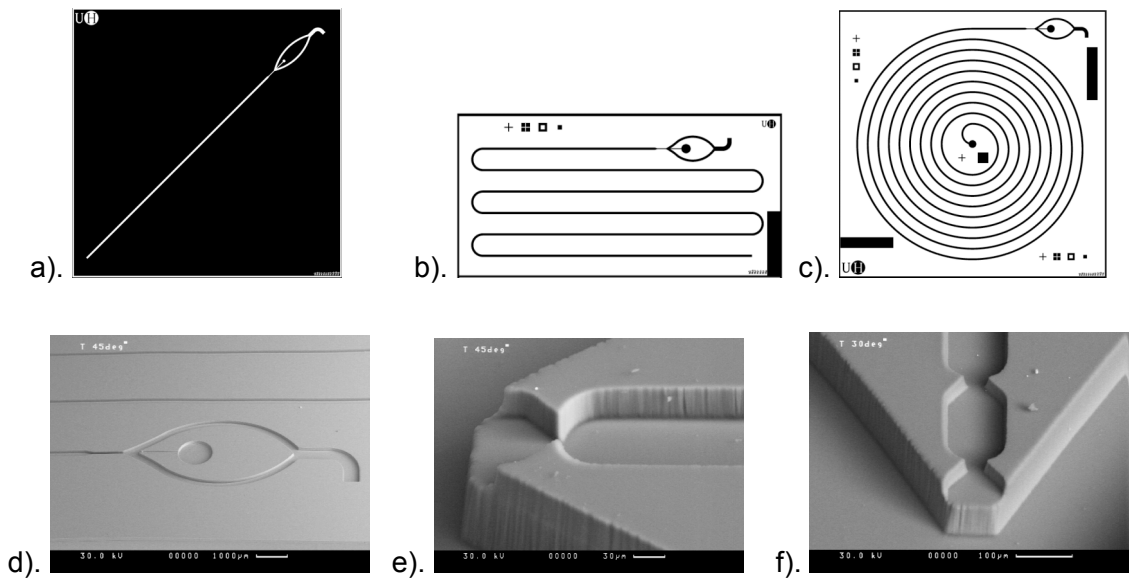 UH
UH
UH
a).
b).
c).
T 45deg
T 45deg
T 30deg
30.0 kV 00000 1000µm
30.0 kV 00000 30µm
30.0 kV 00000 100µm
d).
e).
f).